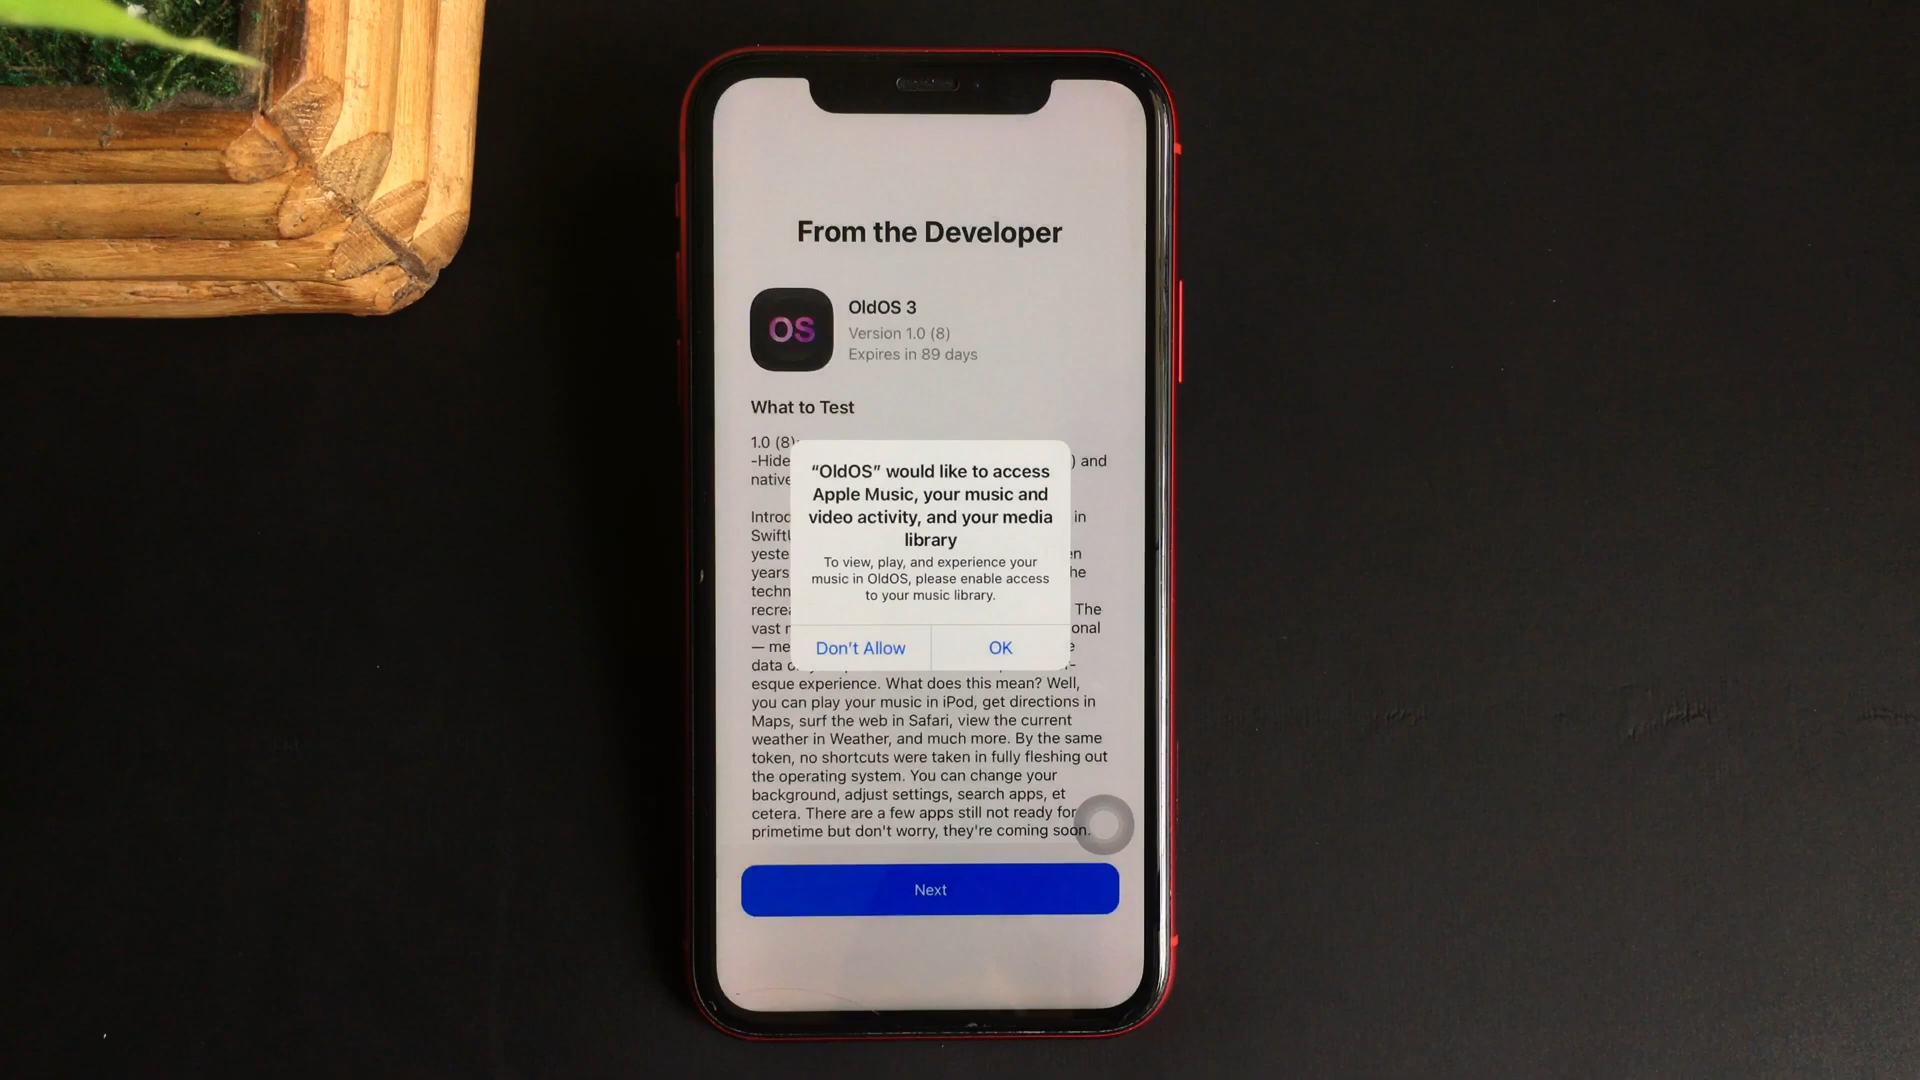 From the Developer
OS
OldOS 3
Version 1.0 (8)
Expires in 89 days
What to Test
1.0 (8)
-Hide ) and
native
Introd in
SwiftU
yeste en
years he
techn
recrea The
vast onal
— me e
data
“OldOS” would like to access
Apple Music, your music and
video activity, and your media
library
To view, play, and experience your
music in OldOS, please enable access
to your music library.
Don’t Allow
OK
esque experience. What does this mean? Well,
you can play your music in iPod, get directions in
Maps, surf the web in Safari, view the current
weather in Weather, and much more. By the same
token, no shortcuts were taken in fully fleshing out
the operating system. You can change your
background, adjust settings, search apps, et
cetera. There are a few apps still not ready for
primetime but don't worry, they're coming soon.
Next